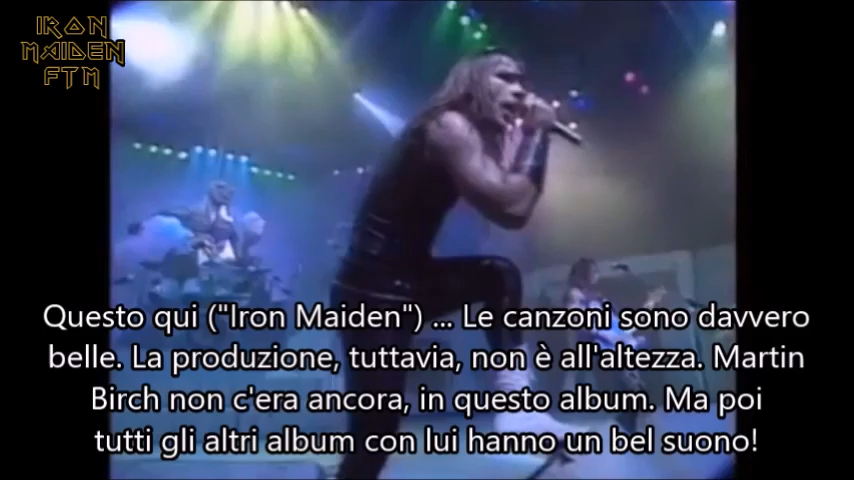 IRON
MAIDEN
FTM
Questo qui ("Iron Maiden") ... Le canzoni sono davvero
belle. La produzione, tuttavia, non è all'altezza. Martin
Birch non c'era ancora, in questo album. Ma poi
tutti gli altri album con lui hanno un bel suono!